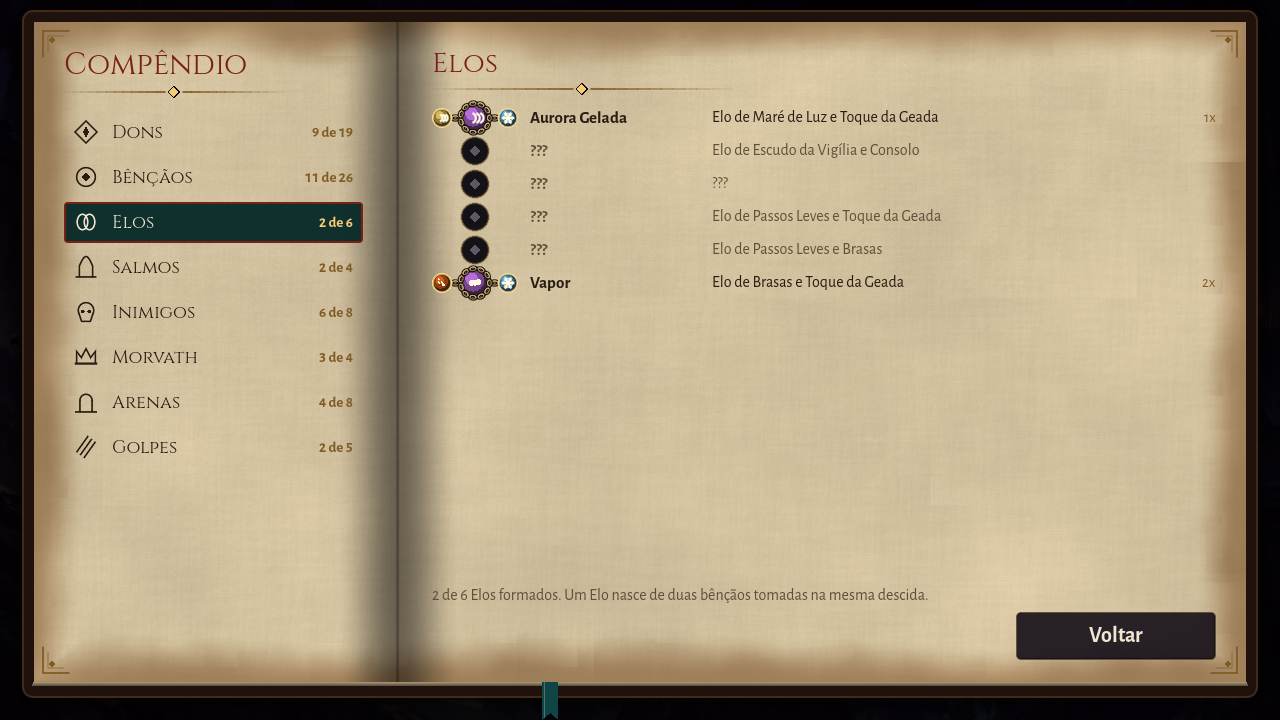 Compêndio
Dons 9 de 19
Bênçãos 11 de 26
Elos 2 de 6
Salmos 2 de 4
Inimigos 6 de 8
Morvath 3 de 4
Arenas 4 de 8
Golpes 2 de 5
Elos
Aurora Gelada Elo de Maré de Luz e Toque da Geada 1x
??? Elo de Escudo da Vigília e Consolo
??? ???
??? Elo de Passos Leves e Toque da Geada
??? Elo de Passos Leves e Brasas
Vapor Elo de Brasas e Toque da Geada 2x
2 de 6 Elos formados. Um Elo nasce de duas bênçãos tomadas na mesma descida.
Voltar